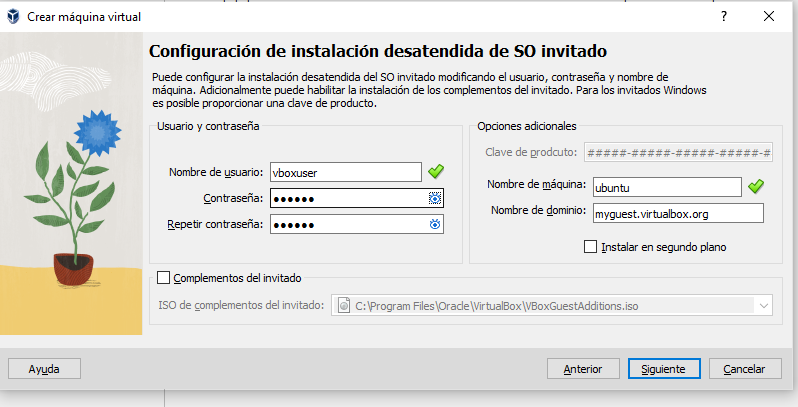 Crear máquina virtual
Configuración de instalación desatendida de SO invitado
Puede configurar la instalación desatendida del SO invitado modificando el usuario, contraseña y nombre de
máquina. Adicionalmente puede habilitar la instalación de los complementos del invitado. Para los invitados Windows
es posible proporcionar una clave de producto.
Usuario y contraseña
Nombre de usuario: vboxuser
Contraseña: ●●●●●●
Repetir contraseña: ●●●●●●
Opciones adicionales
Clave de prodcuto: #####-#####-#####-#####-#
Nombre de máquina: ubuntu
Nombre de dominio: myguest.virtualbox.org
Instalar en segundo plano
Complementos del invitado
ISO de complementos del invitado: C:\Program Files\Oracle\VirtualBox\VBoxGuestAdditions.iso
Ayuda
Anterior
Siguiente
Cancelar